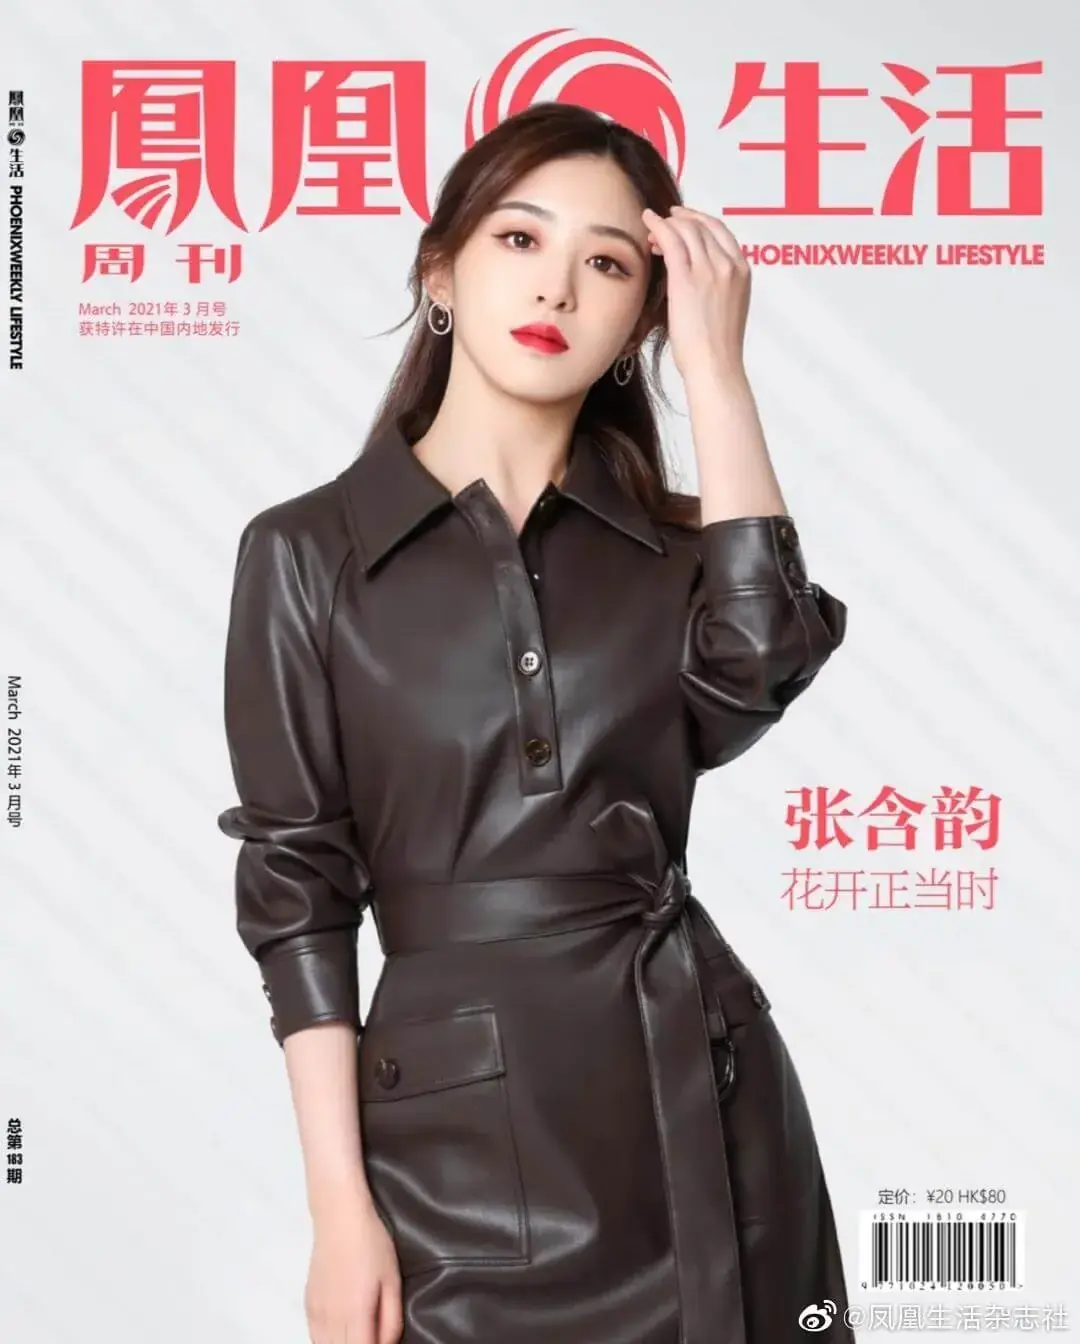 鳳凰生活
周刊
PHOENIXWEEKLY LIFESTYLE
March 2021年3月号
获特许在中国内地发行
鳳凰生活 PHOENIXWEEKLY LIFESTYLE
March 2021年3月号
总第183期
张含韵
花开正当时
定价：¥20 HK$80
ISSN 1810 4770
@凤凰生活杂志社